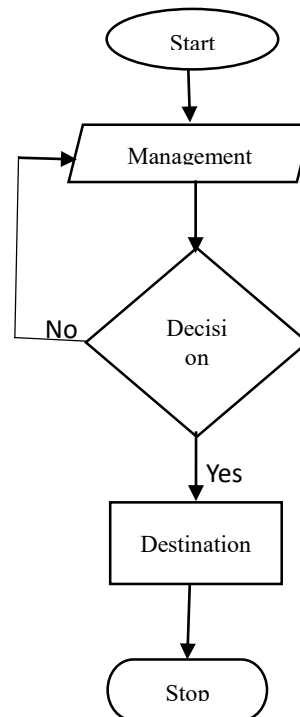 Start
Management
No
Decisi
on
Yes
Destination
Stop